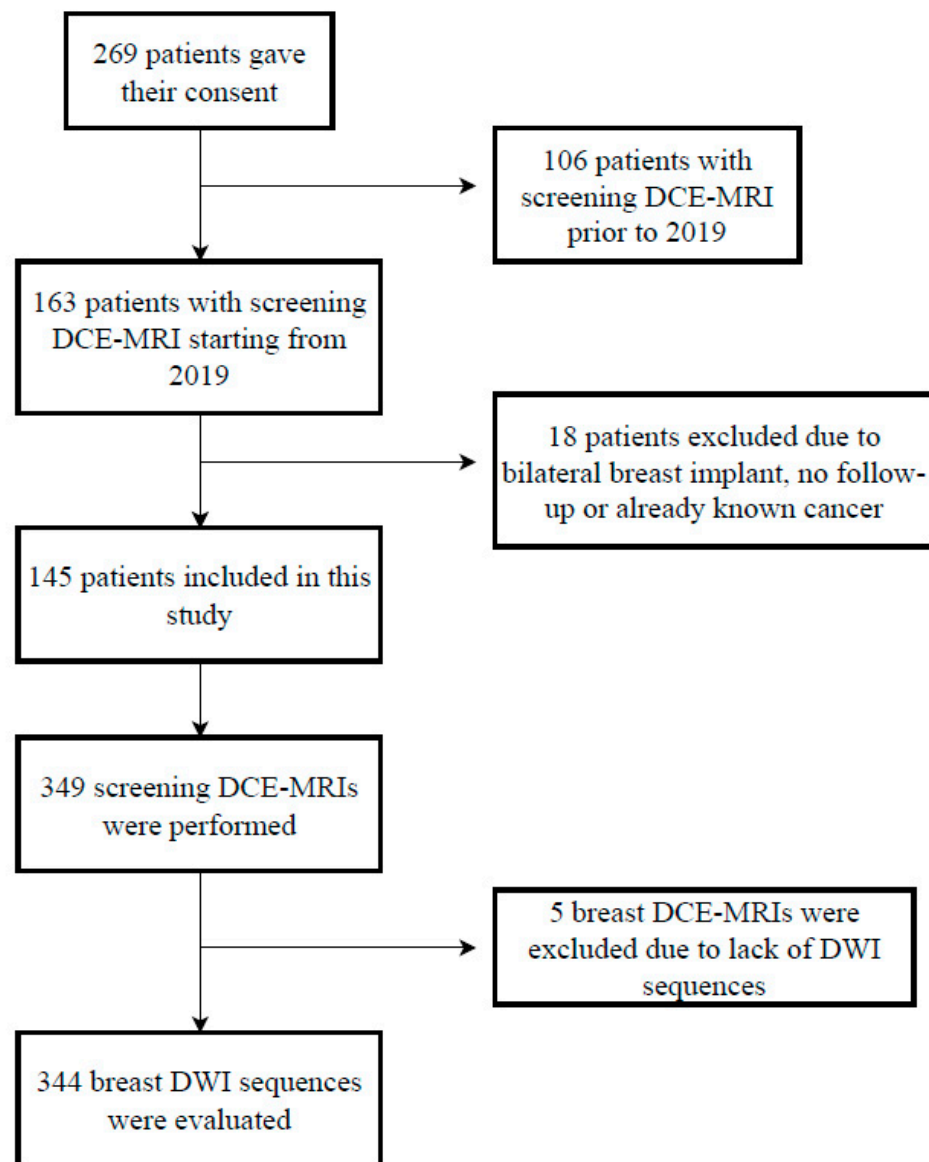 269 patients gave
their consent
106 patients with
screening DCE-MRI
prior to 2019
163 patients with screening
DCE-MRI starting from
2019
18 patients excluded due to
bilateral breast implant, no follow-
up or already known cancer
145 patients included in this
study
349 screening DCE-MRIs
were performed
5 breast DCE-MRIs were
excluded due to lack of DWI
sequences
344 breast DWI sequences
were evaluated